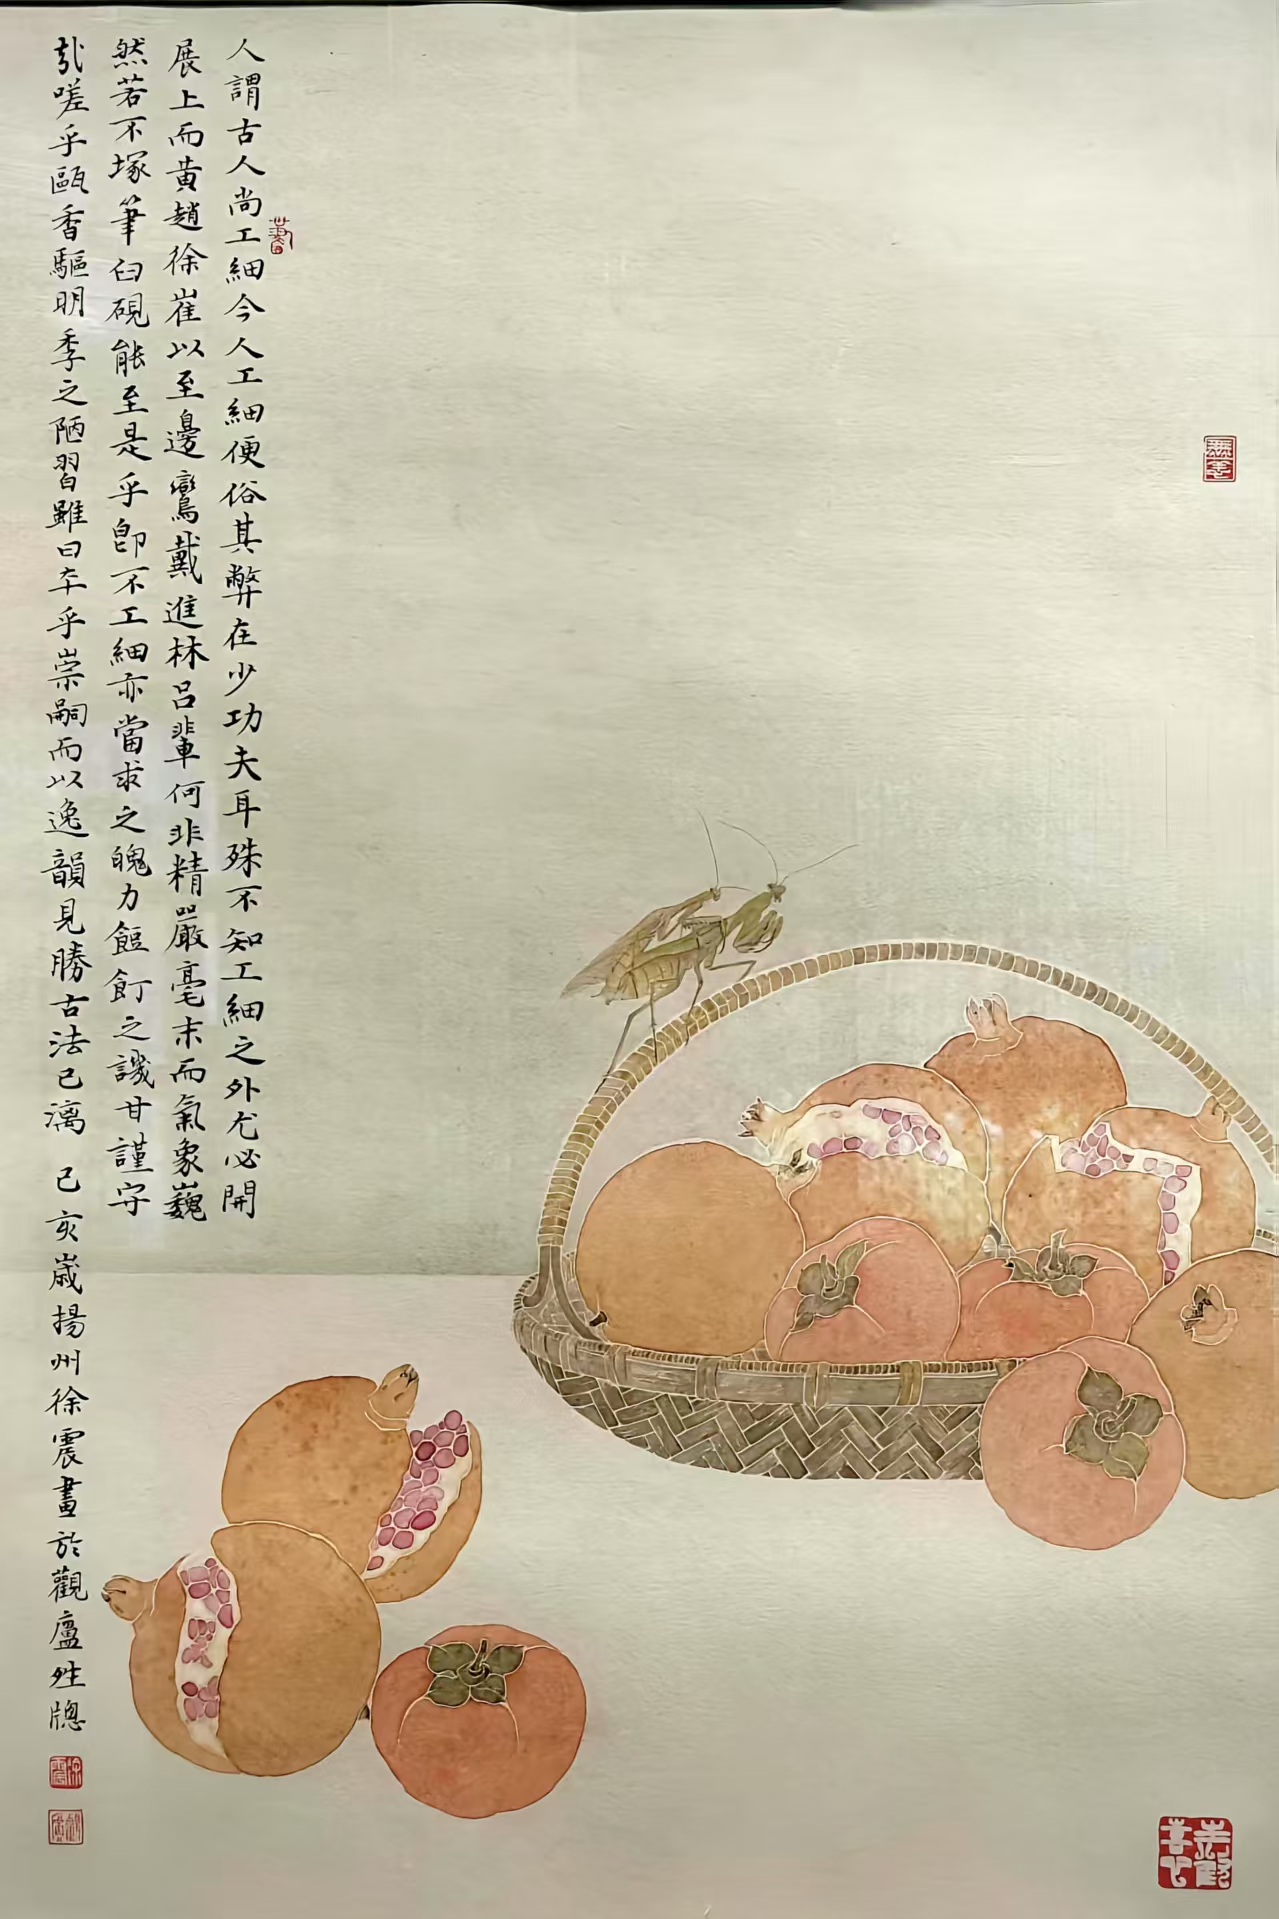 人謂古人尚工細今人工細便俗其弊在少功夫耳殊不知工細之外尤必開
展上而黃趙徐崔以至邊鸞戴進林呂輩何非精嚴毫末而氣象巍
然若不塚筆臼硯能至是乎即不工細亦當求之魄力飣之譏甘謹守
哉嗟乎甌香驅明季之陋習雖曰本乎崇嗣而以逸韻見勝古法已漓 己亥歲揚州徐震畫於觀廬牕
徐震